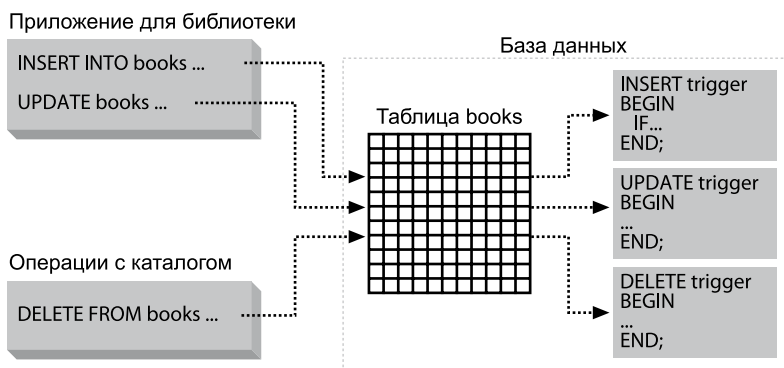 Приложение для библиотеки
INSERT INTO books ...
UPDATE books ...
База данных
Таблица books
INSERT trigger
BEGIN
IF...
END;
UPDATE trigger
BEGIN
...
END;
Операции с каталогом
DELETE FROM books ...
DELETE trigger
BEGIN
...
END;